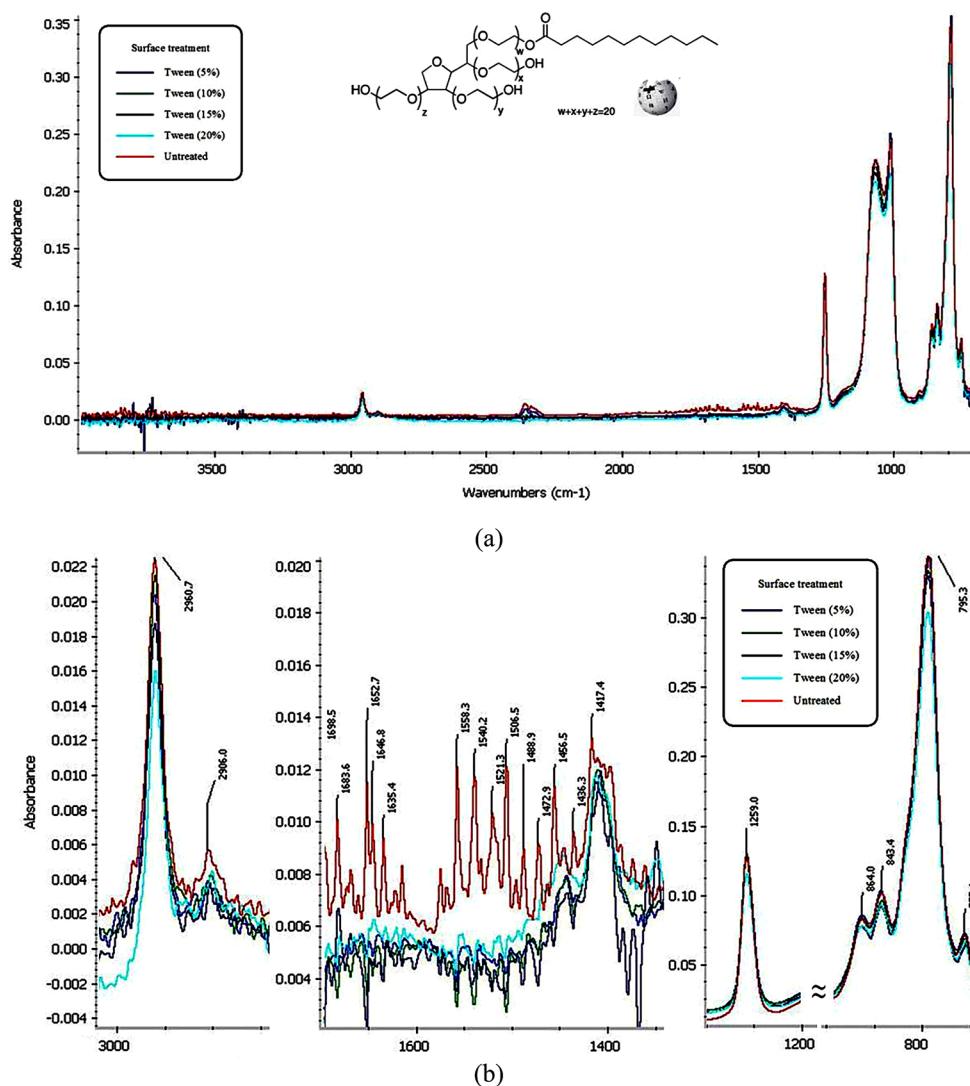 0.35
0.30
0.25
0.20
0.15
0.10
0.05
0.00
Absorbance
Surface treatment
Tween (5%)
Tween (10%)
Tween (15%)
Tween (20%)
Untreated
O
O
w
O
O
O
OH
x
HO
O
z
O
OH
y
w+x+y+z=20
3500 3000 2500 2000 1500 1000
Wavenumbers (cm-1)
(a)
0.022
0.020
0.018
0.016
0.014
0.012
0.010
0.008
0.006
0.004
0.002
0.000
-0.002
-0.004
Absorbance
2960.7
2906.0
3000
0.020
0.018
0.016
0.014
0.012
0.010
0.008
0.006
0.004
1698.5
1683.6
1652.7
1646.8
1635.4
1558.3
1540.2
1521.3
1506.5
1488.9
1472.9
1456.5
1436.3
1417.4
1600 1400
Surface treatment
Tween (5%)
Tween (10%)
Tween (15%)
Tween (20%)
Untreated
0.30
0.25
0.20
0.15
0.10
0.05
1259.0
864.0
843.4
795.3
≈
1200 800
(b)